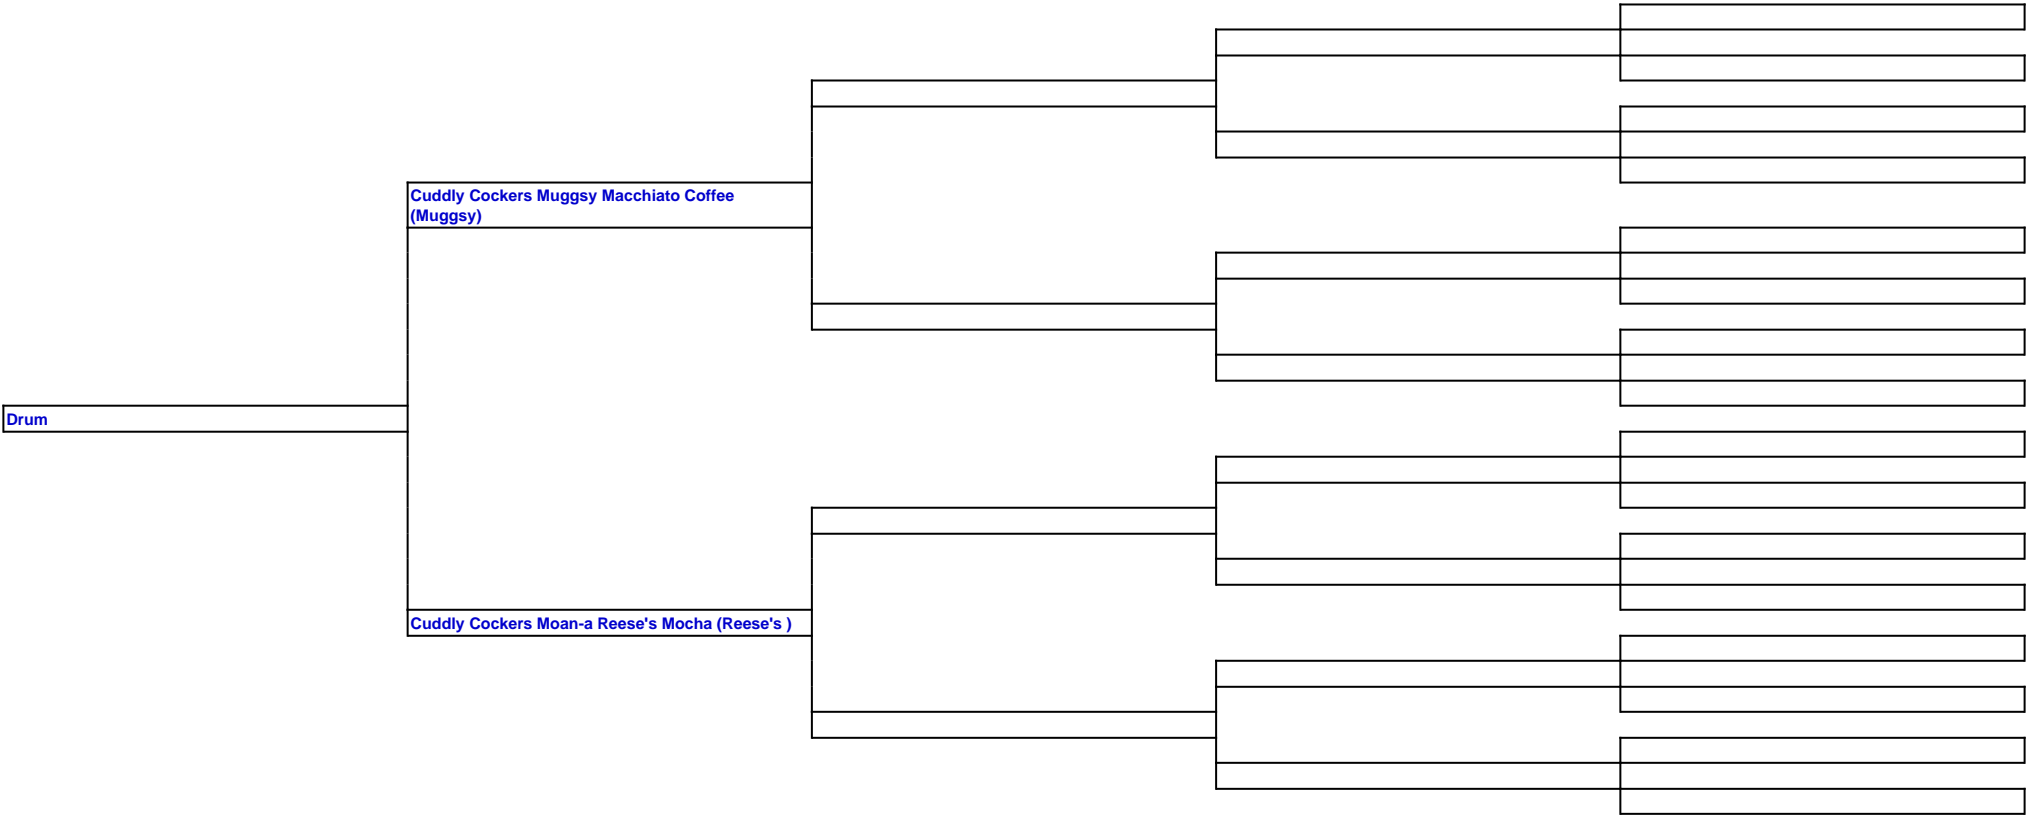 Cuddly Cockers Muggsy Macchiato Coffee
(Muggsy)
Drum
Cuddly Cockers Moan-a Reese's Mocha (Reese's )